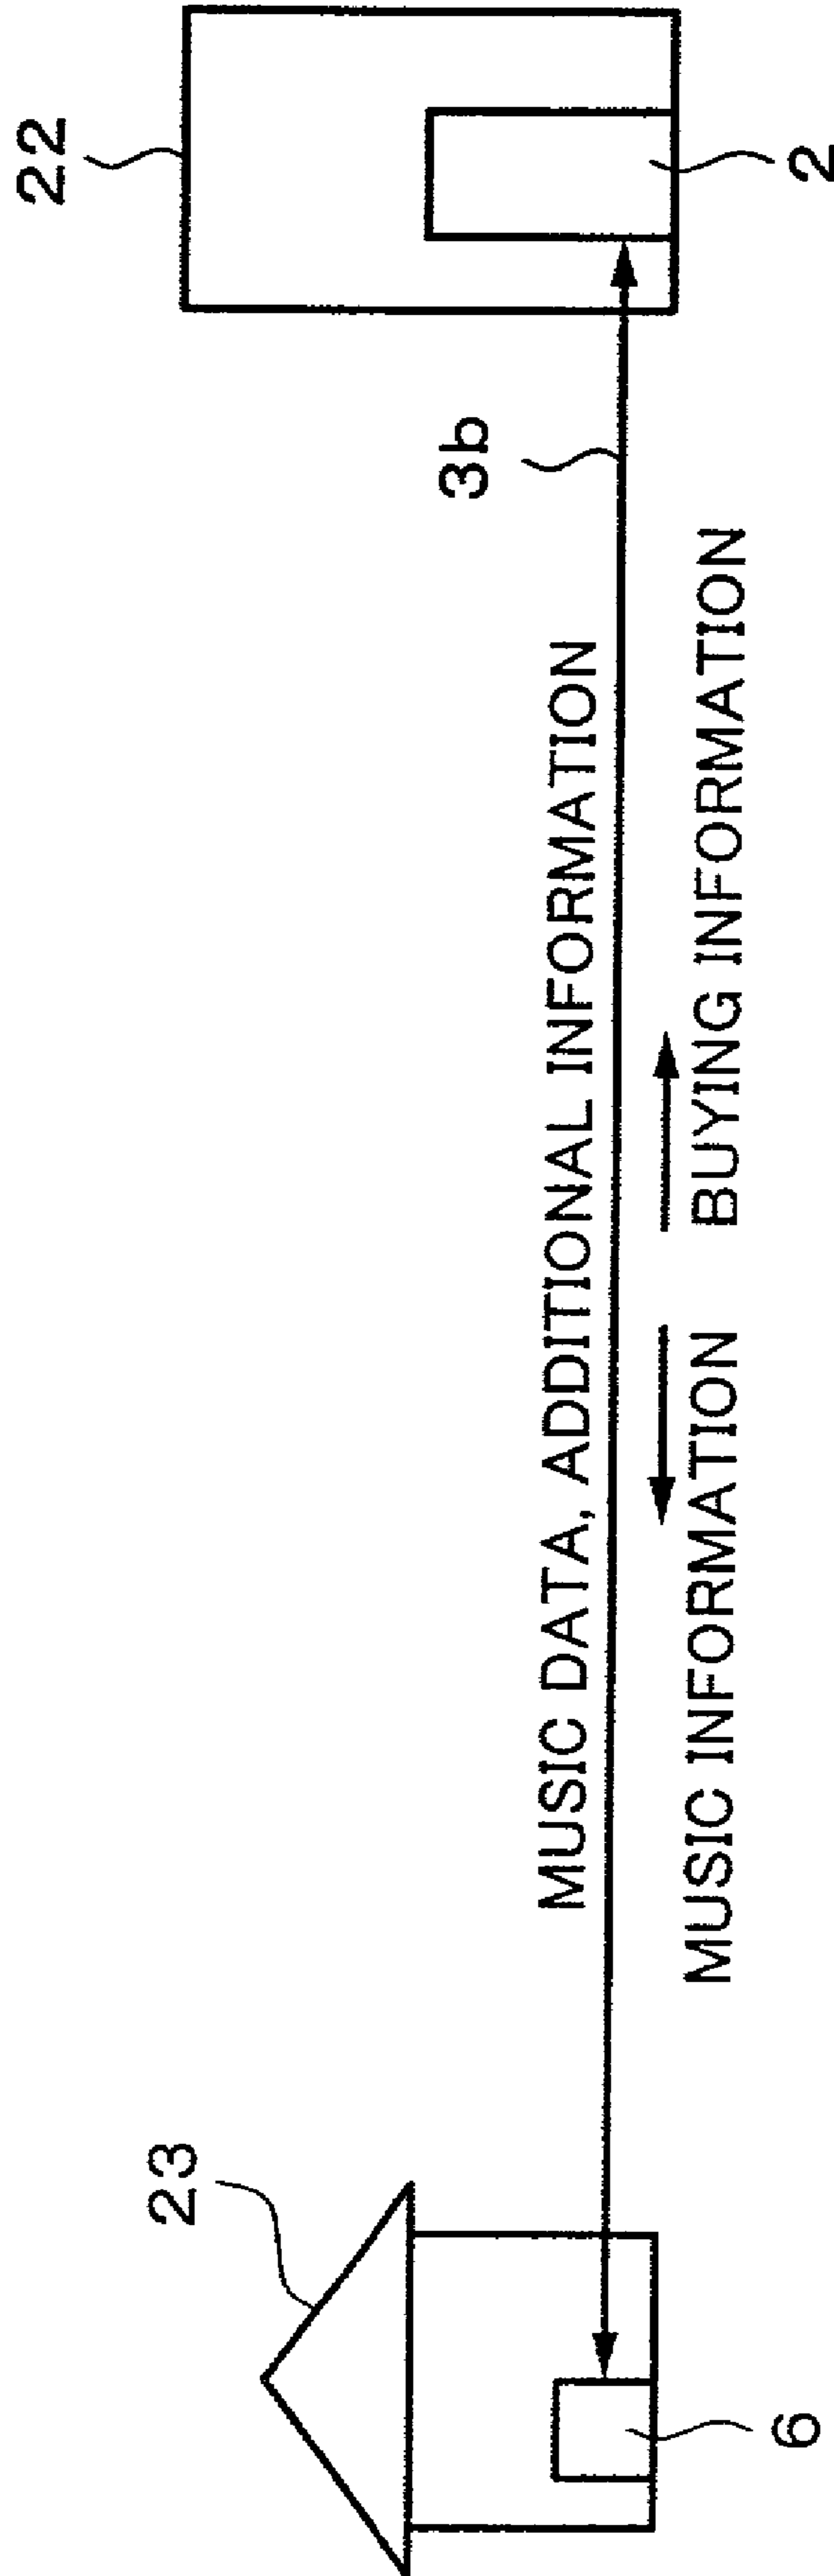 22
23
3b
MUSIC DATA, ADDITIONAL INFORMATION
MUSIC INFORMATION
BUYING INFORMATION
6
2